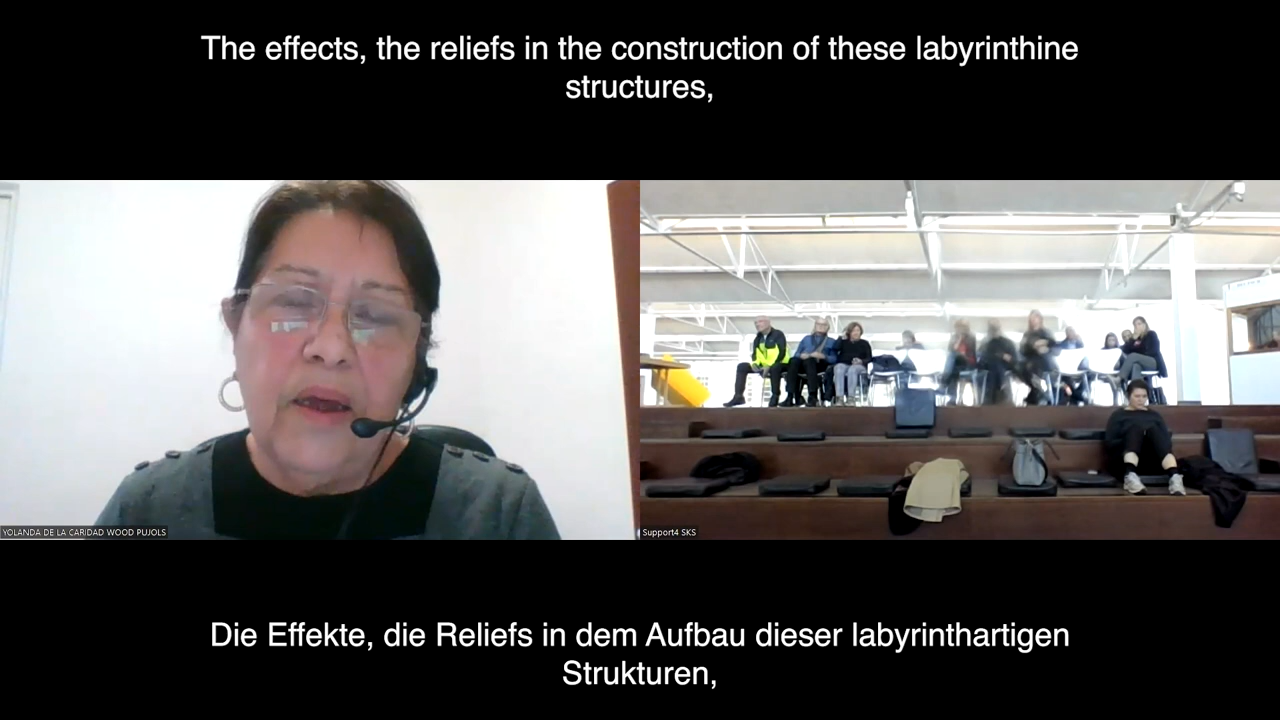 The effects, the reliefs in the construction of these labyrinthine
structures,
YOLANDA DE LA CARIDAD WOOD PUJOLS
Support4 SKS
Die Effekte, die Reliefs in dem Aufbau dieser labyrinthartigen
Strukturen,